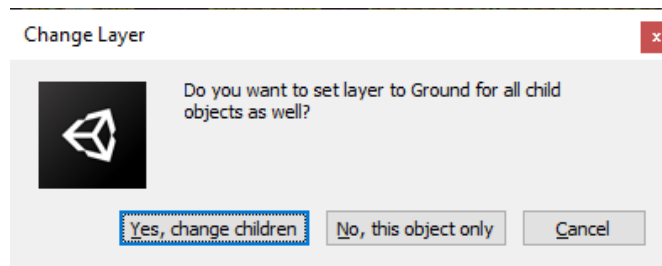 Change Layer
x
Do you want to set layer to Ground for all child
objects as well?
Yes, change children
No, this object only
Cancel